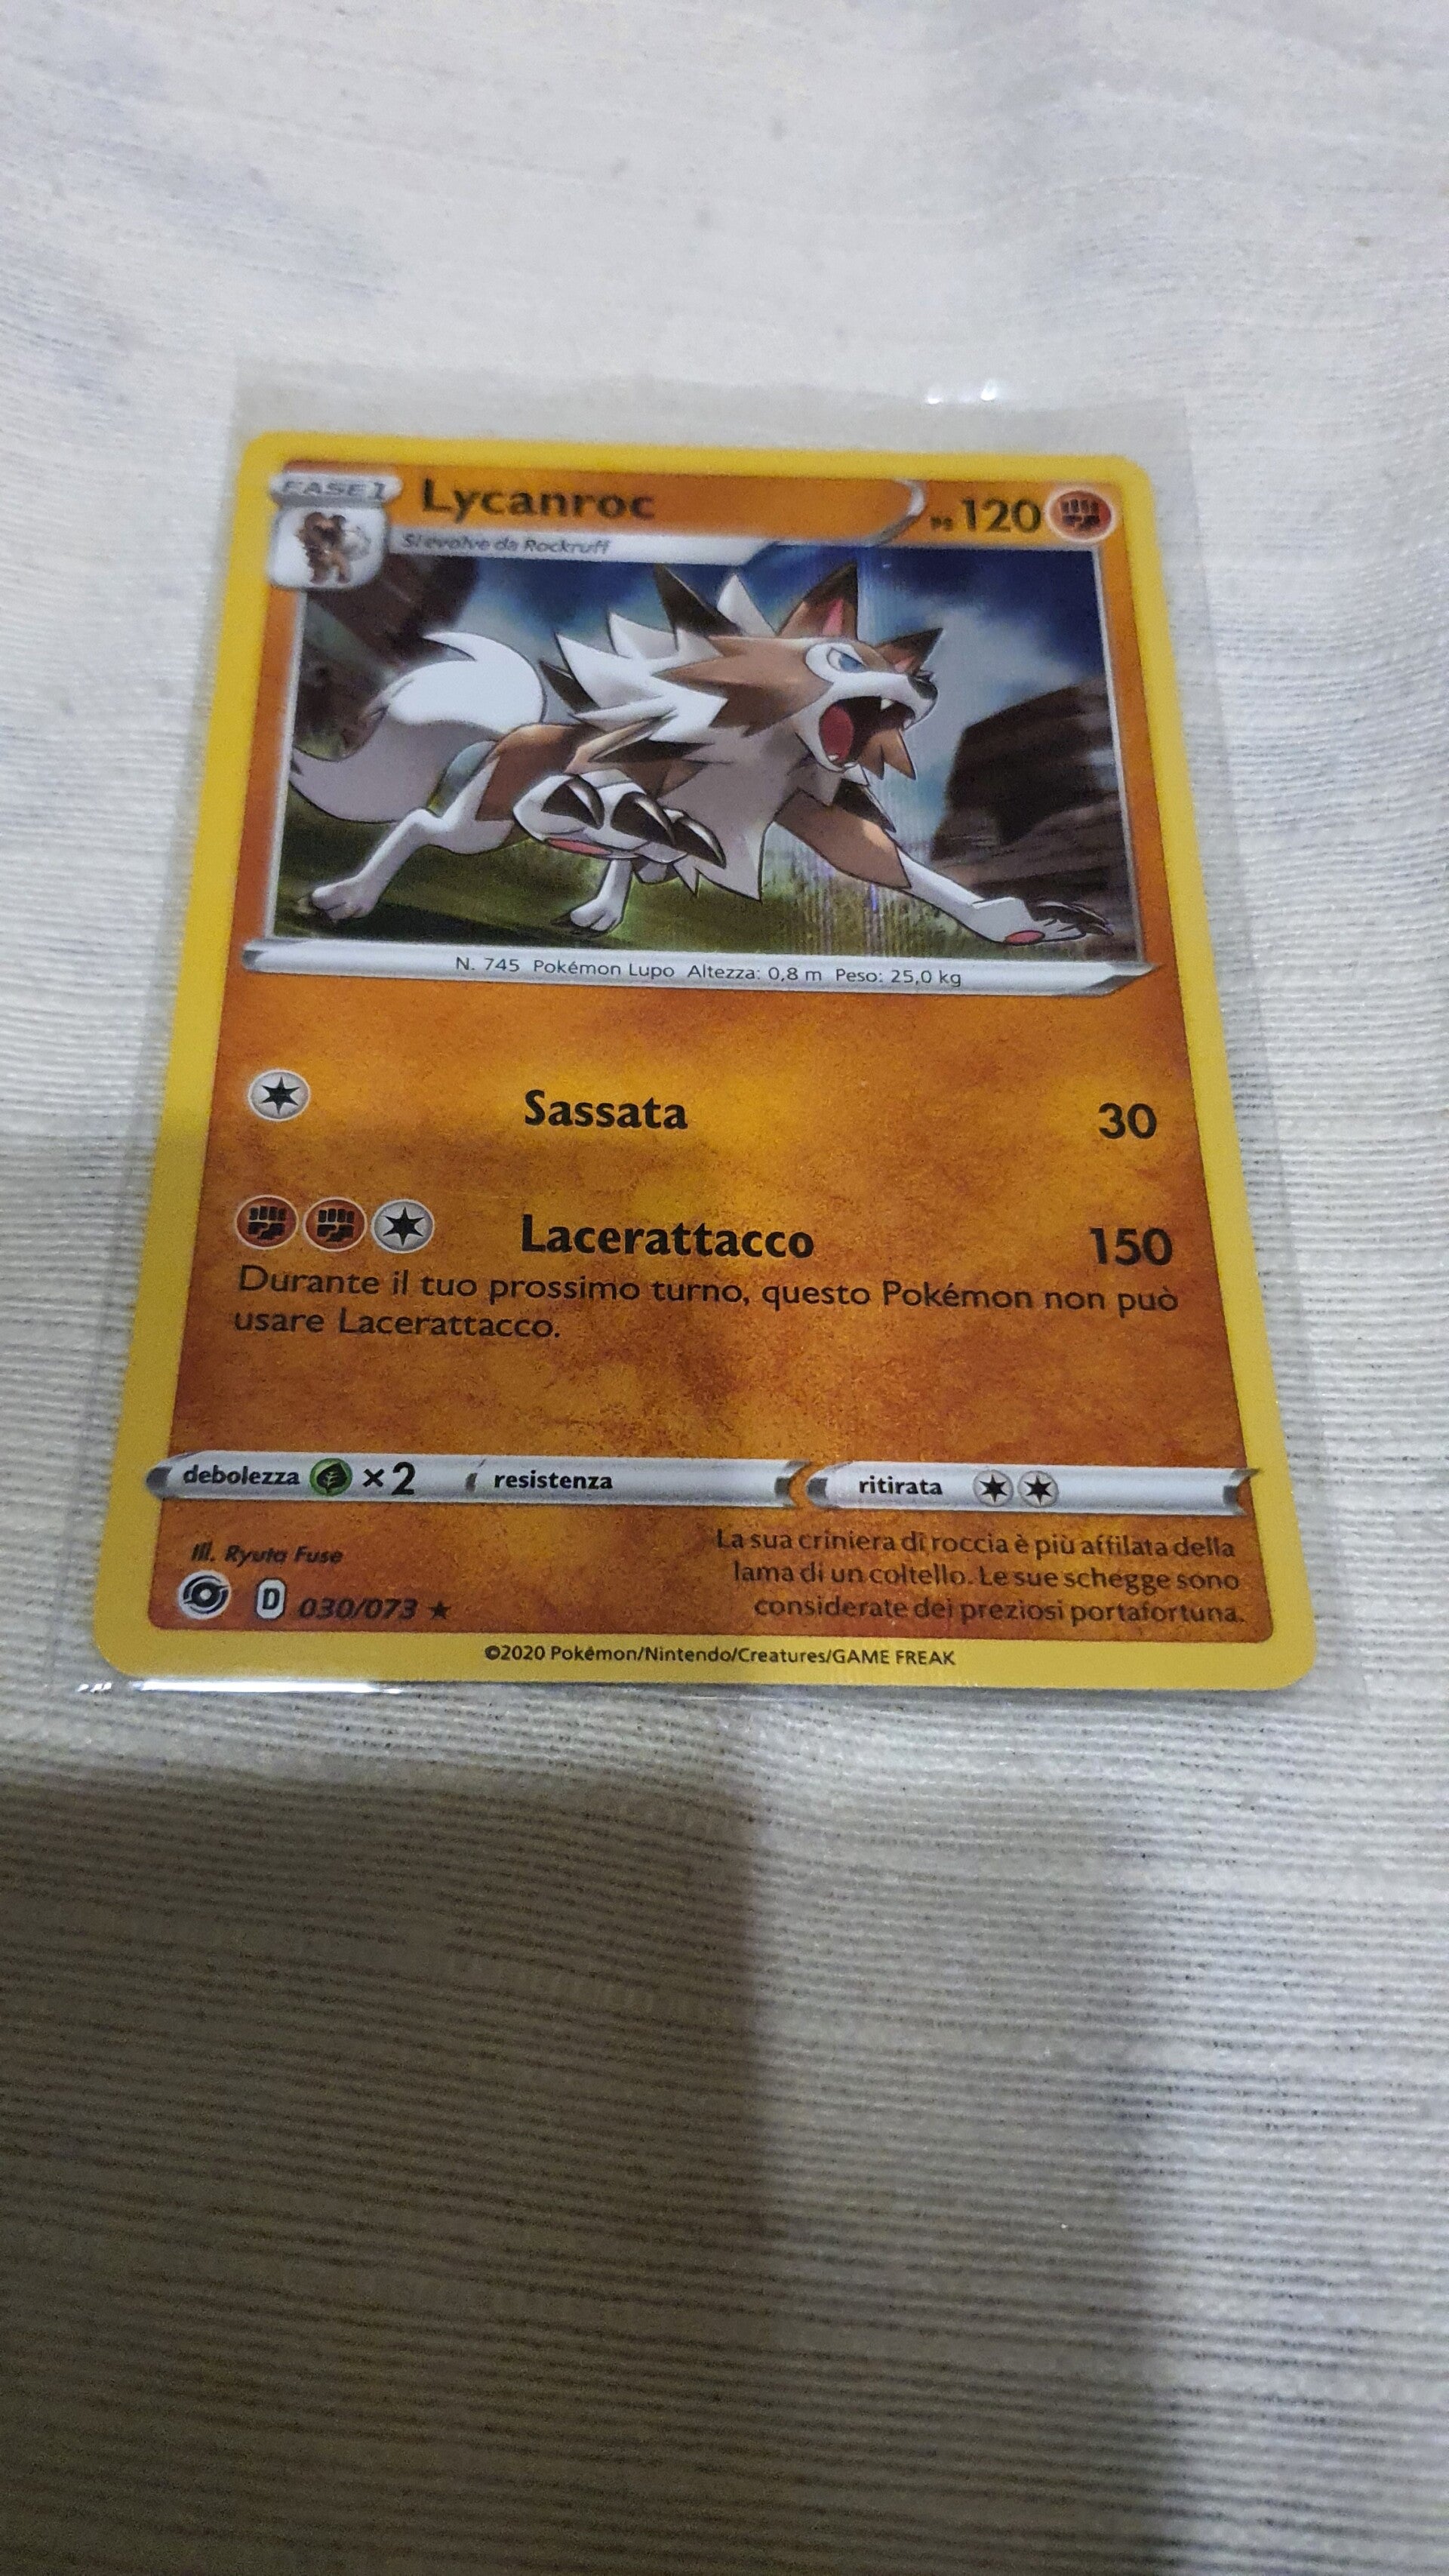 FASE 1
Lycanroc
PS 120
Si evolve da Rockruff
N. 745 Pokémon Lupo Altezza: 0,8 m Peso: 25,0 kg
Sassata 30
Lacerattacco 150
Durante il tuo prossimo turno, questo Pokémon non può
usare Lacerattacco.
debolezza ×2 resistenza ritirata
Ill. Ryuta Fuse
D 030/073 ★
La sua criniera di roccia è più affilata della
lama di un coltello. Le sue schegge sono
considerate dei preziosi portafortuna.
©2020 Pokémon/Nintendo/Creatures/GAME FREAK